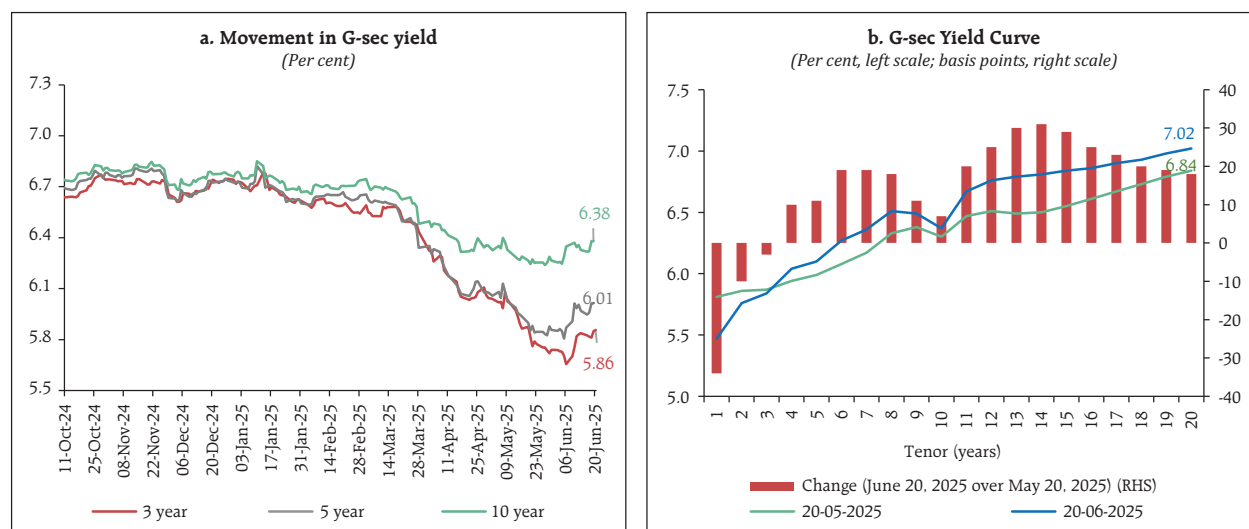 a. Movement in G-sec yield
(Per cent)
7.3
7.0
6.7
6.4
6.1
5.8
5.5
6.38
6.01
5.86
11-Oct-24
25-Oct-24
08-Nov-24
22-Nov-24
06-Dec-24
20-Dec-24
03-Jan-25
17-Jan-25
31-Jan-25
14-Feb-25
28-Feb-25
14-Mar-25
28-Mar-25
11-Apr-25
25-Apr-25
09-May-25
23-May-25
06-Jun-25
20-Jun-25
3 year 5 year 10 year
b. G-sec Yield Curve
(Per cent, left scale; basis points, right scale)
7.5
7.0
6.5
6.0
5.5
5.0
40
30
20
10
0
-10
-20
-30
-40
7.02
6.84
1 2 3 4 5 6 7 8 9 10 11 12 13 14 15 16 17 18 19 20
Tenor (years)
Change (June 20, 2025 over May 20, 2025) (RHS)
20-05-2025 20-06-2025